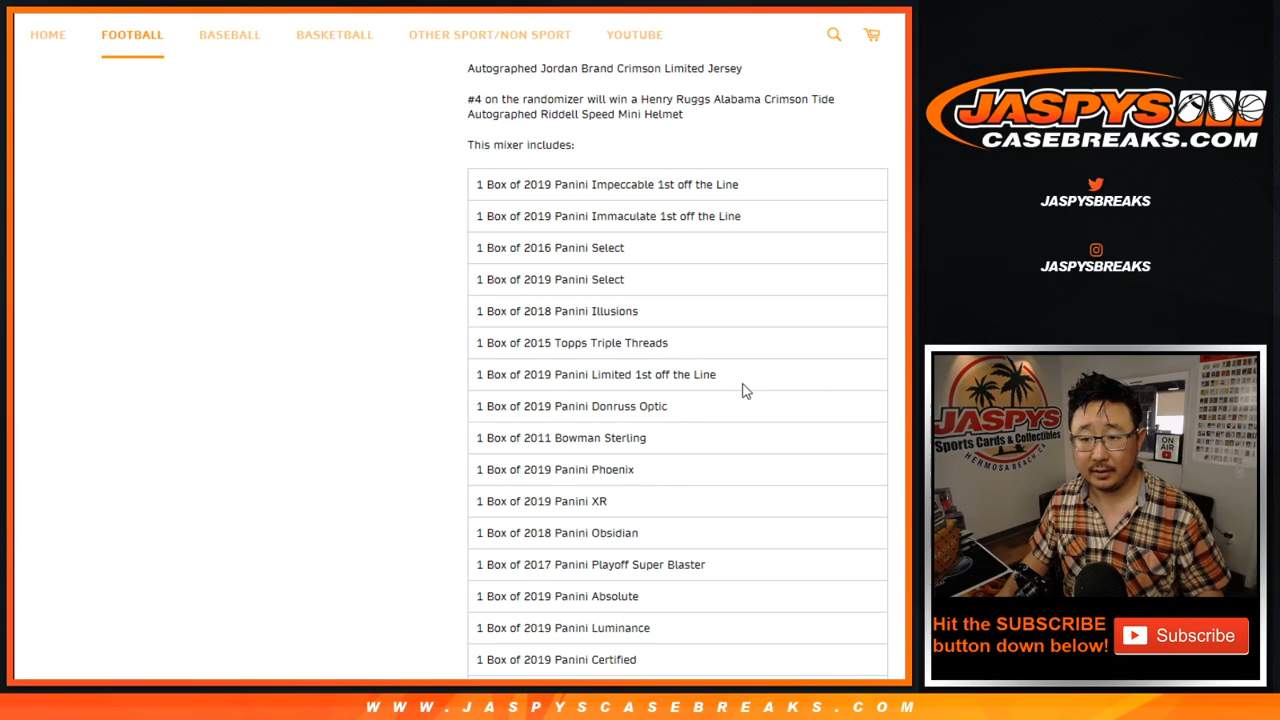 HOME FOOTBALL BASEBALL BASKETBALL OTHER SPORT/NON SPORT YOUTUBE
Autographed Jordan Brand Crimson Limited Jersey
#4 on the randomizer will win a Henry Ruggs Alabama Crimson Tide
Autographed Riddell Speed Mini Helmet
This mixer includes:
1 Box of 2019 Panini Impeccable 1st off the Line
1 Box of 2019 Panini Immaculate 1st off the Line
1 Box of 2016 Panini Select
1 Box of 2019 Panini Select
1 Box of 2018 Panini Illusions
1 Box of 2015 Topps Triple Threads
1 Box of 2019 Panini Limited 1st off the Line
1 Box of 2019 Panini Donruss Optic
1 Box of 2011 Bowman Sterling
1 Box of 2019 Panini Phoenix
1 Box of 2019 Panini XR
1 Box of 2018 Panini Obsidian
1 Box of 2017 Panini Playoff Super Blaster
1 Box of 2019 Panini Absolute
1 Box of 2019 Panini Luminance
1 Box of 2019 Panini Certified
JASPYS
CASEBREAKS.COM
JASPYSBREAKS
JASPYSBREAKS
JASPYS
Sports Cards & Collectibles
HERMOSA BEACH, CA
ON
AIR
Hit the SUBSCRIBE
button down below!
Subscribe
WWW.JASPYSCASEBREAKS.COM